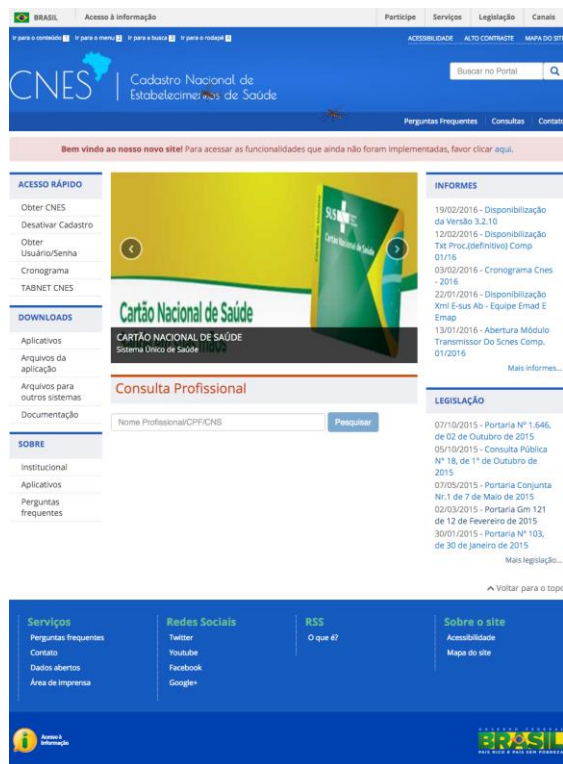 BRASIL
Acesso à informação
Participe
Serviços
Legislação
Canais
Ir para o conteúdo 1 Ir para o menu 2 Ir para a busca 3 Ir para o rodapé 4
ACESSIBILIDADE ALTO CONTRASTE MAPA DO SITE
CNES
Cadastro Nacional de
Estabelecimentos de Saúde
Buscar no Portal
Perguntas Frequentes Consultas Contato
Bem vindo ao nosso novo site! Para acessar as funcionalidades que ainda não foram implementadas, favor clicar aqui.
ACESSO RÁPIDO
Obter CNES
Desativar Cadastro
Obter
Usuário/Senha
Cronograma
TABNET CNES
DOWNLOADS
Aplicativos
Arquivos da
aplicação
Arquivos para
outros sistemas
Documentação
SOBRE
Institucional
Aplicativos
Perguntas
frequentes
SUS
Cartão Nacional de Saúde
Cartão Nacional de Saúde
CARTÃO NACIONAL DE SAÚDE
Sistema Único de Saúde
Consulta Profissional
Nome Profissional/CPF/CNS
Pesquisar
INFORMES
19/02/2016 - Disponibilização
da Versão 3.2.10
12/02/2016 - Disponibilização
Txt Proc.(definitivo) Comp
01/16
03/02/2016 - Cronograma Cnes
- 2016
22/01/2016 - Disponibilização
Xml E-sus Ab - Equipe Emad E
Emap
13/01/2016 - Abertura Módulo
Transmissor Do Scnes Comp.
01/2016
Mais informes...
LEGISLAÇÃO
07/10/2015 - Portaria Nº 1.646,
de 02 de Outubro de 2015
05/10/2015 - Consulta Pública
Nº 18, de 1º de Outubro de
2015
07/05/2015 - Portaria Conjunta
Nr.1 de 7 de Maio de 2015
02/03/2015 - Portaria Gm 121
de 12 de Fevereiro de 2015
30/01/2015 - Portaria Nº 103,
de 30 de Janeiro de 2015
Mais legislação...
Voltar para o topo
Serviços
Perguntas frequentes
Contato
Dados abertos
Área de imprensa
Redes Sociais
Twitter
Youtube
Facebook
Google+
RSS
O que é?
Sobre o site
Acessibilidade
Mapa do site
Acesso à
Informação
GOVERNO FEDERAL
BRASIL
PAÍS RICO É PAÍS SEM POBREZA